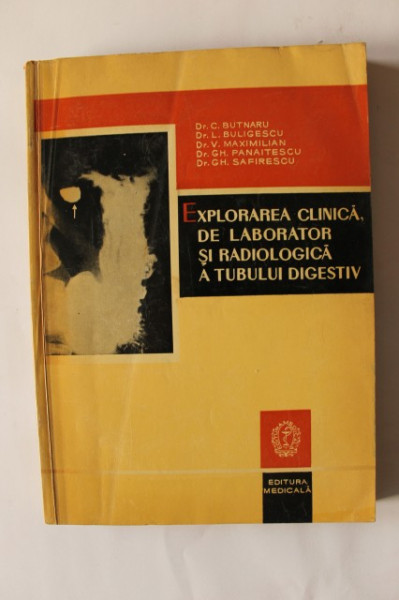 Dr. C. BUTNARU
Dr. L. BULIGESCU
Dr. V. MAXIMILIAN
Dr. GH. PANAITESCU
Dr. GH. SAFIRESCU
EXPLORAREA CLINICĂ,
DE LABORATOR
ȘI RADIOLOGICĂ
A TUBULUI DIGESTIV
EDITURA
MEDICALĂ